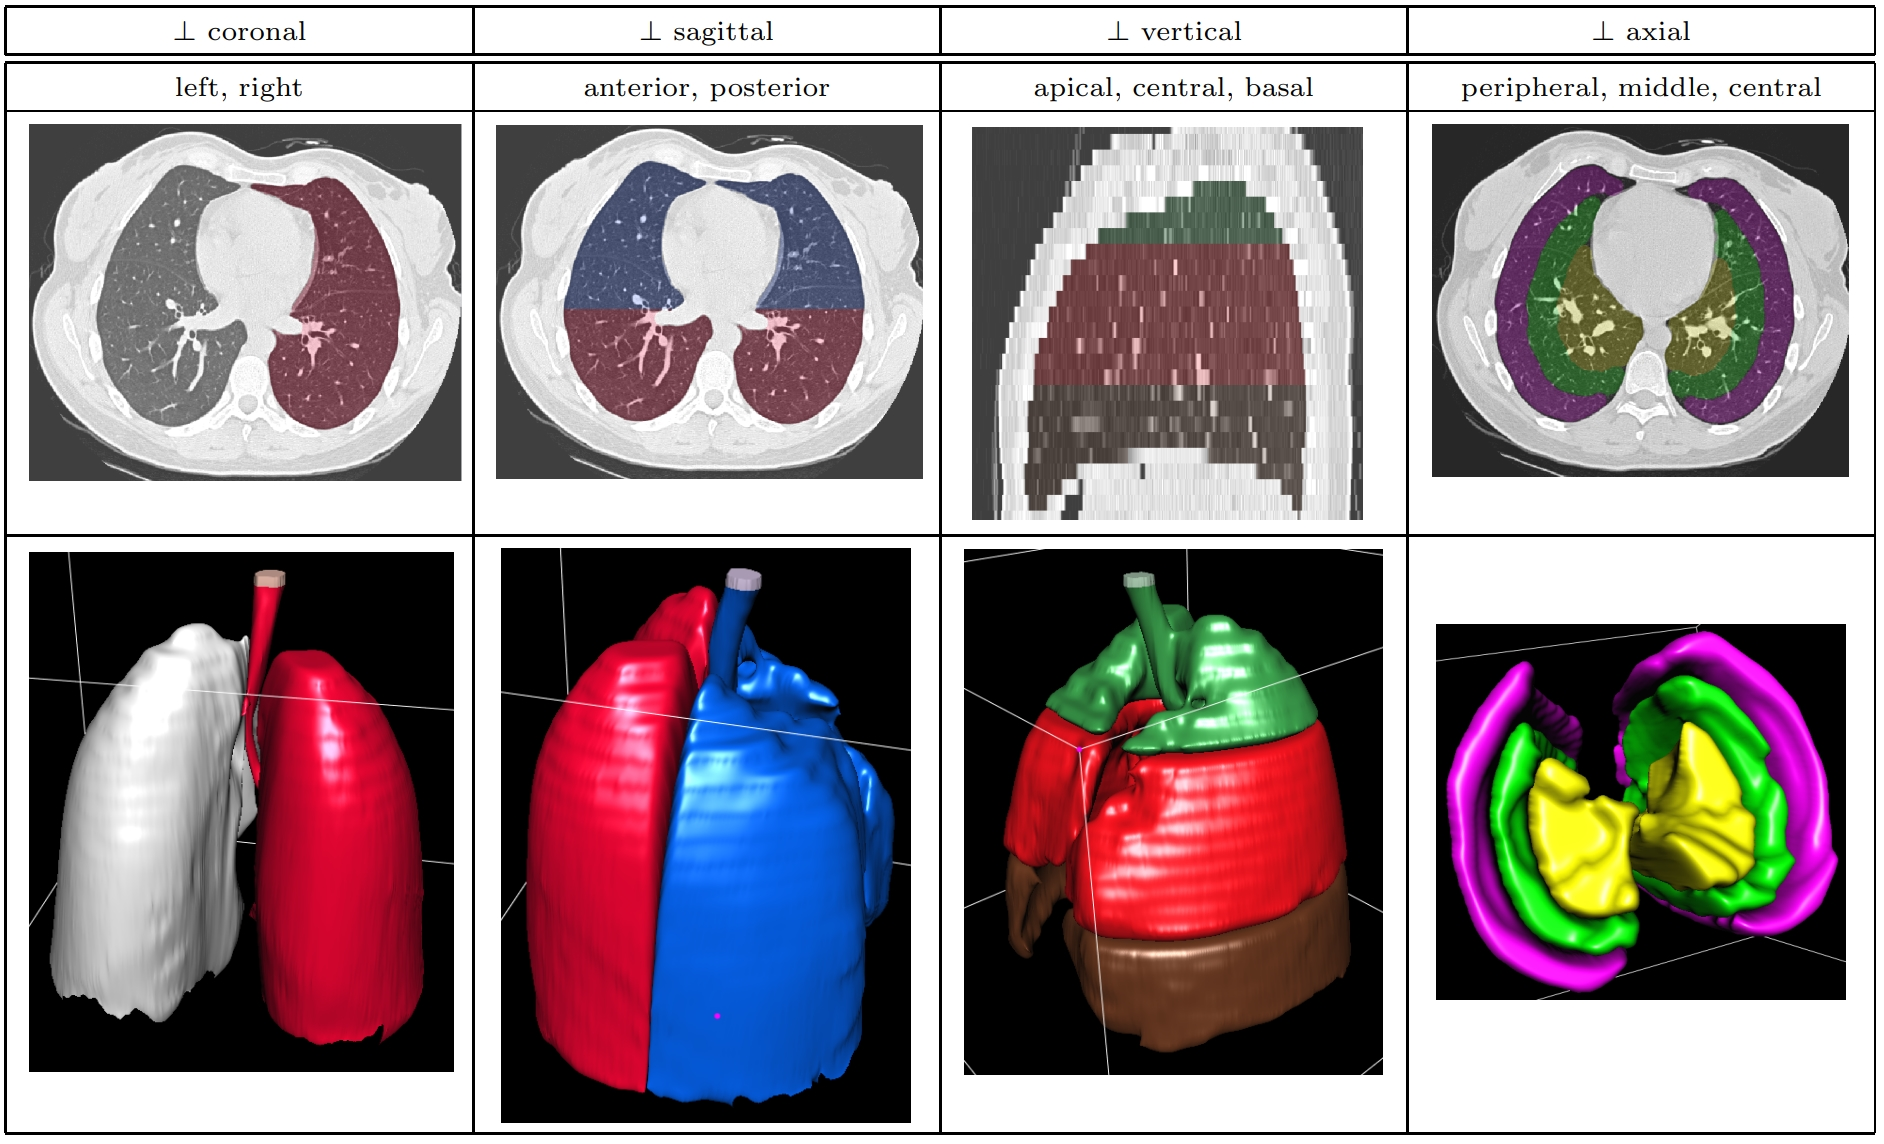 ⊥ coronal
⊥ sagittal
⊥ vertical
⊥ axial
left, right
anterior, posterior
apical, central, basal
peripheral, middle, central